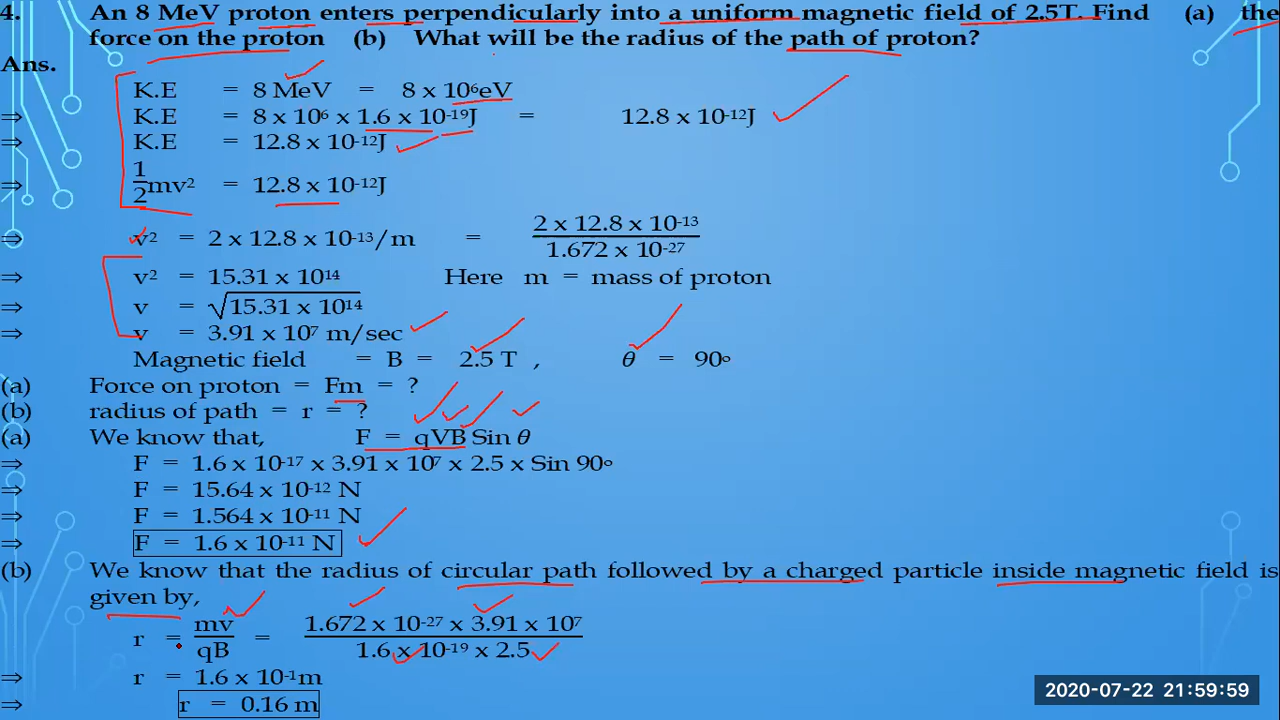 4. An 8 MeV proton enters perpendicularly into a uniform magnetic field of 2.5T. Find (a) the
force on the proton (b) What will be the radius of the path of proton?
Ans.
K.E = 8 MeV = 8 x 10⁶eV
⇒ K.E = 8 x 10⁶ x 1.6 x 10⁻¹⁹J = 12.8 x 10⁻¹²J
⇒ K.E = 12.8 x 10⁻¹²J
⇒ 1/2 mv² = 12.8 x 10⁻¹²J
⇒ v² = 2 x 12.8 x 10⁻¹³/m = 2 x 12.8 x 10⁻¹³ / 1.672 x 10⁻²⁷
⇒ v² = 15.31 x 10¹⁴ Here m = mass of proton
⇒ v = √15.31 x 10¹⁴
⇒ v = 3.91 x 10⁷ m/sec
Magnetic field = B = 2.5 T , θ = 90º
(a) Force on proton = Fm = ?
(b) radius of path = r = ?
(a) We know that, F = qVB Sin θ
⇒ F = 1.6 x 10⁻¹⁷ x 3.91 x 10⁷ x 2.5 x Sin 90º
⇒ F = 15.64 x 10⁻¹² N
⇒ F = 1.564 x 10⁻¹¹ N
⇒ F = 1.6 x 10⁻¹¹ N
(b) We know that the radius of circular path followed by a charged particle inside magnetic field is
given by,
r = mv / qB = 1.672 x 10⁻²⁷ x 3.91 x 10⁷ / 1.6 x 10⁻¹⁹ x 2.5
⇒ r = 1.6 x 10⁻¹m
⇒ r = 0.16 m
2020-07-22 21:59:59